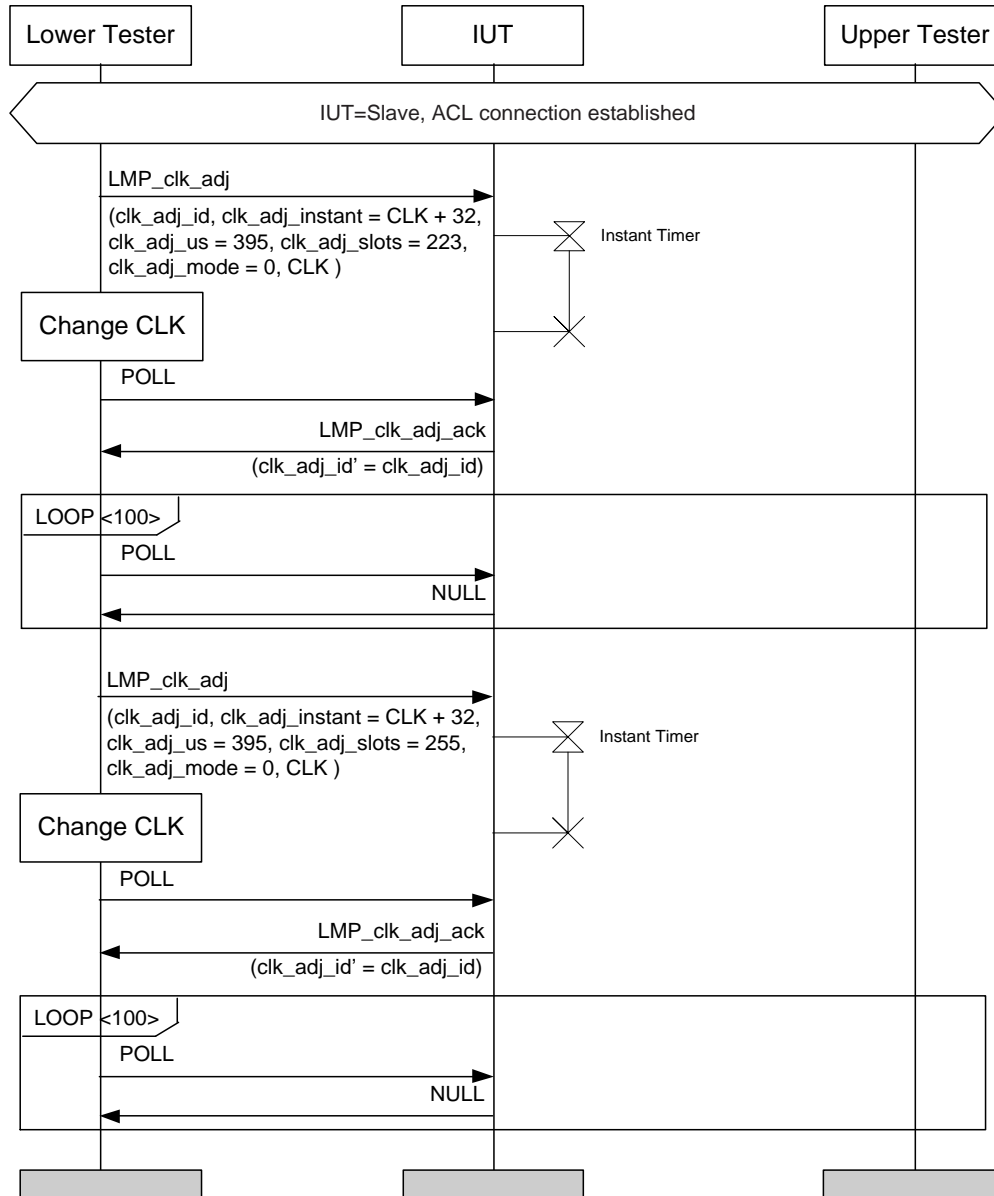 Lower Tester
IUT
Upper Tester
IUT=Slave, ACL connection established
LMP_clk_adj
(clk_adj_id, clk_adj_instant = CLK + 32,
clk_adj_us = 395, clk_adj_slots = 223,
clk_adj_mode = 0, CLK )
Instant Timer
Change CLK
POLL
LMP_clk_adj_ack
(clk_adj_id’ = clk_adj_id)
LOOP <100>
POLL
NULL
LMP_clk_adj
(clk_adj_id, clk_adj_instant = CLK + 32,
clk_adj_us = 395, clk_adj_slots = 255,
clk_adj_mode = 0, CLK )
Instant Timer
Change CLK
POLL
LMP_clk_adj_ack
(clk_adj_id’ = clk_adj_id)
LOOP <100>
POLL
NULL